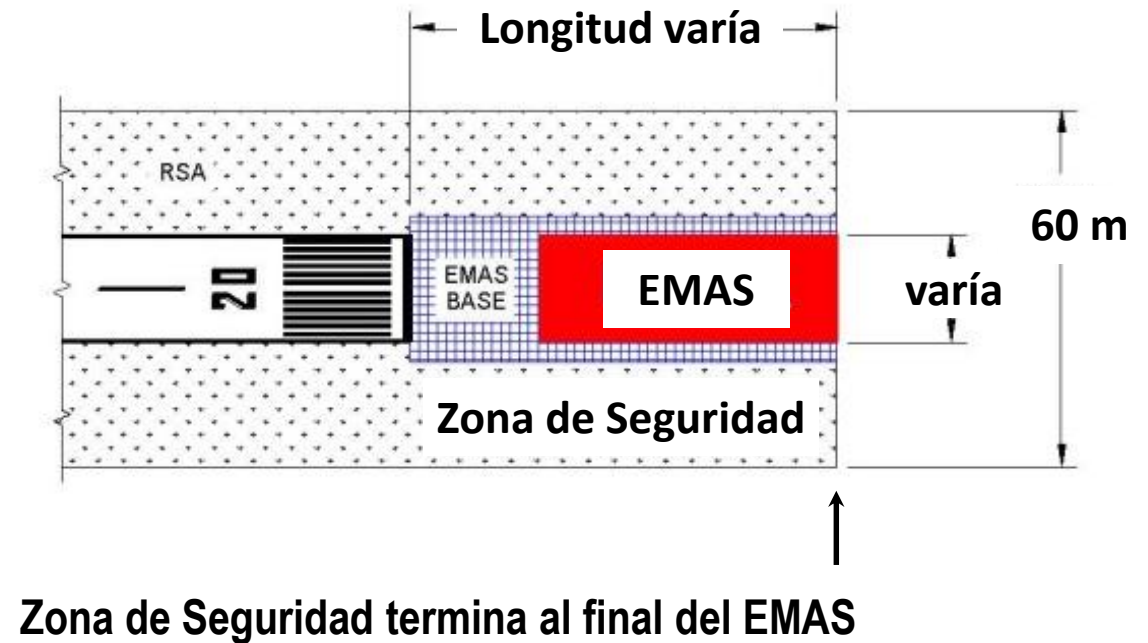 Longitud varía
RSA
60 m
20
EMAS
BASE
EMAS
varía
Zona de Seguridad
Zona de Seguridad termina al final del EMAS